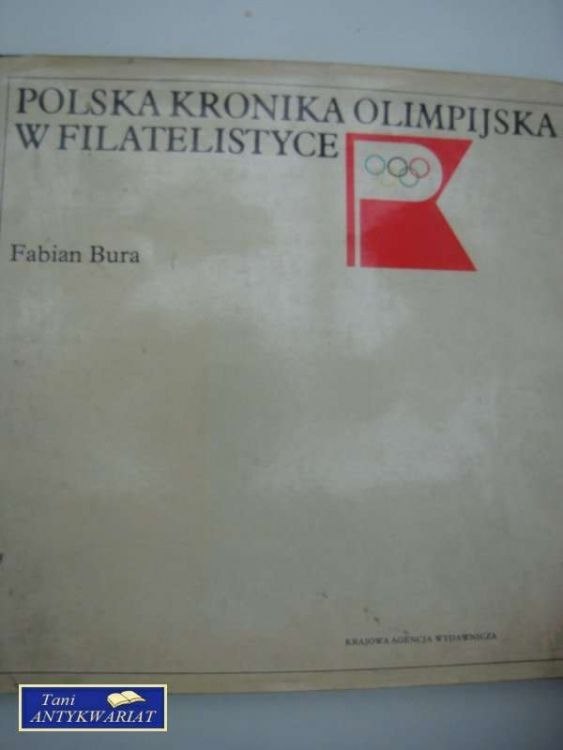 POLSKA KRONIKA OLIMPIJSKA
W FILATELISTYCE
Fabian Bura
KRAJOWA AGENCJA WYDAWNICZA
Tani
ANTYKWARIAT